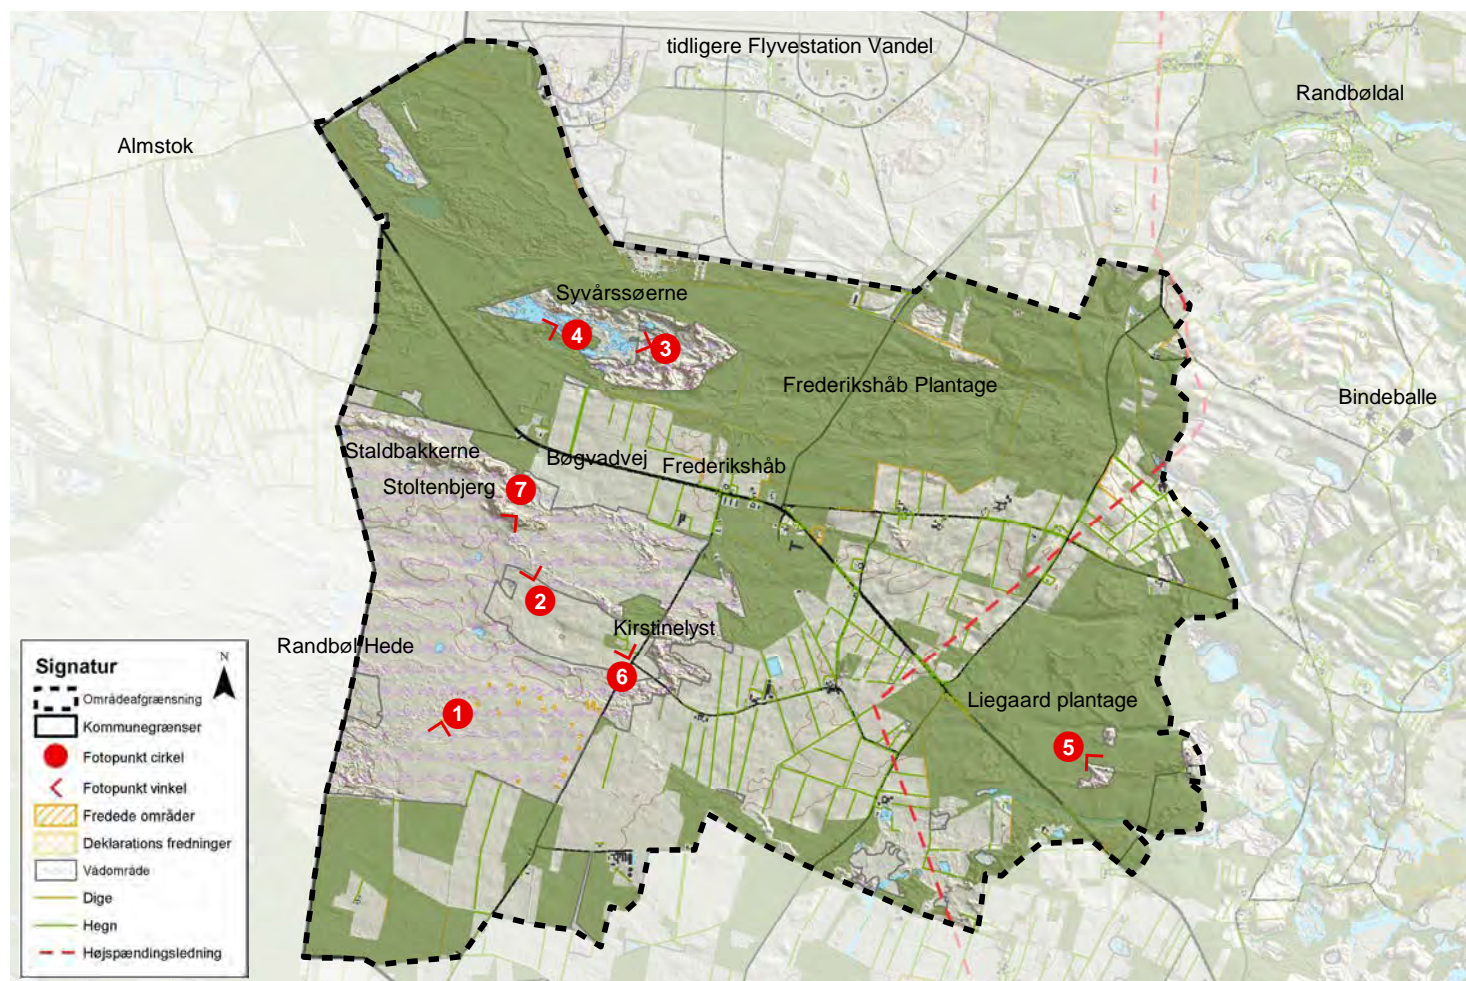 tidligere Flyvestation Vandel
Randbøldal
Almstok
Syvårssøerne
4
3
Frederikshåb Plantage
Bindeballe
Staldbakkerne
Bøgvadvej
Frederikshåb
Stoltenbjerg
7
2
Kirstinelyst
Randbøl Hede
6
1
Liegaard plantage
5
Signatur
N
Områdeafgrænsning
Kommunegrænser
Fotopunkt cirkel
Fotopunkt vinkel
Fredede områder
Deklarations fredninger
Vådområde
Dige
Hegn
Højspændingsledning